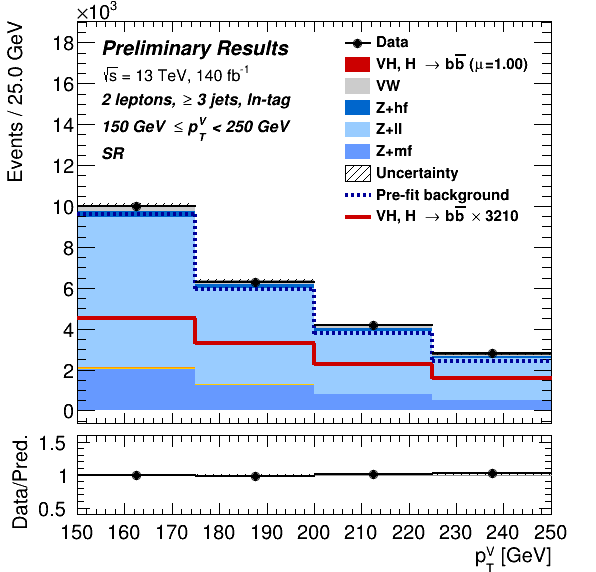 ×10³
Events / 25.0 GeV
18
16
14
12
10
8
6
4
2
0
Preliminary Results
√s = 13 TeV, 140 fb⁻¹
2 leptons, ≥ 3 jets, ln-tag
150 GeV ≤ p_T^V < 250 GeV
SR
Data
VH, H → bb̅ (μ=1.00)
VW
Z+hf
Z+ll
Z+mf
Uncertainty
Pre-fit background
VH, H → bb̅ × 3210
Data/Pred.
1.5
1
0.5
150 160 170 180 190 200 210 220 230 240 250
p_T^V [GeV]